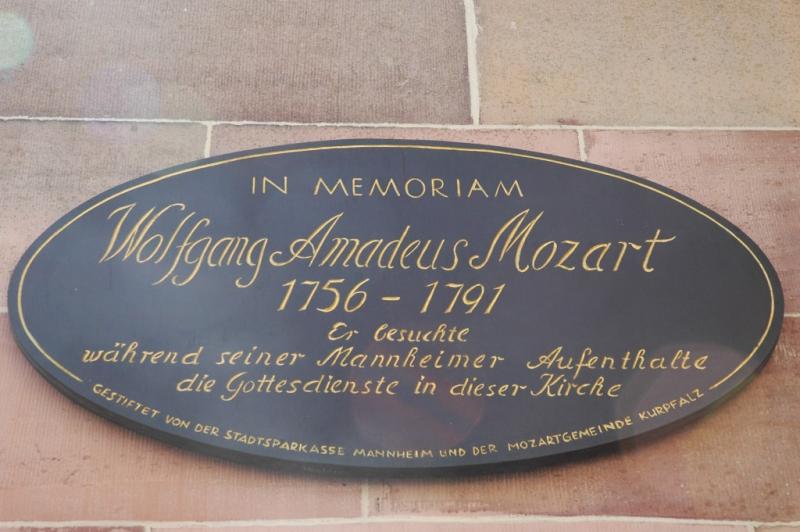 IN MEMORIAM
Wolfgang Amadeus Mozart
1756 – 1791
Er besuchte
während seiner Mannheimer Aufenthalte
die Gottesdienste in dieser Kirche
GESTIFTET VON DER STADTSPARKASSE MANNHEIM UND DER MOZARTGEMEINDE KURPFALZ